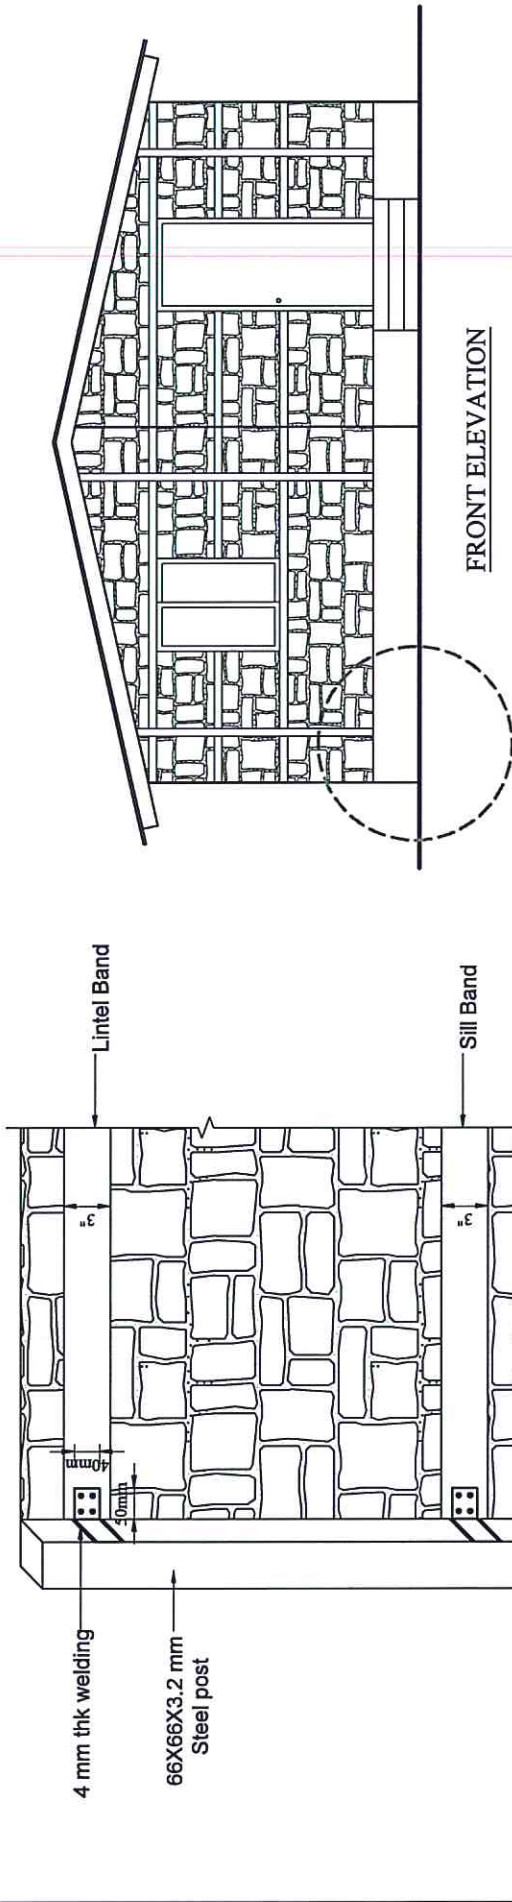 FRONT ELEVATION
Lintel Band
3"
40mm
50mm
4 mm thk welding
66X66X3.2 mm
Steel post
Sill Band
3"